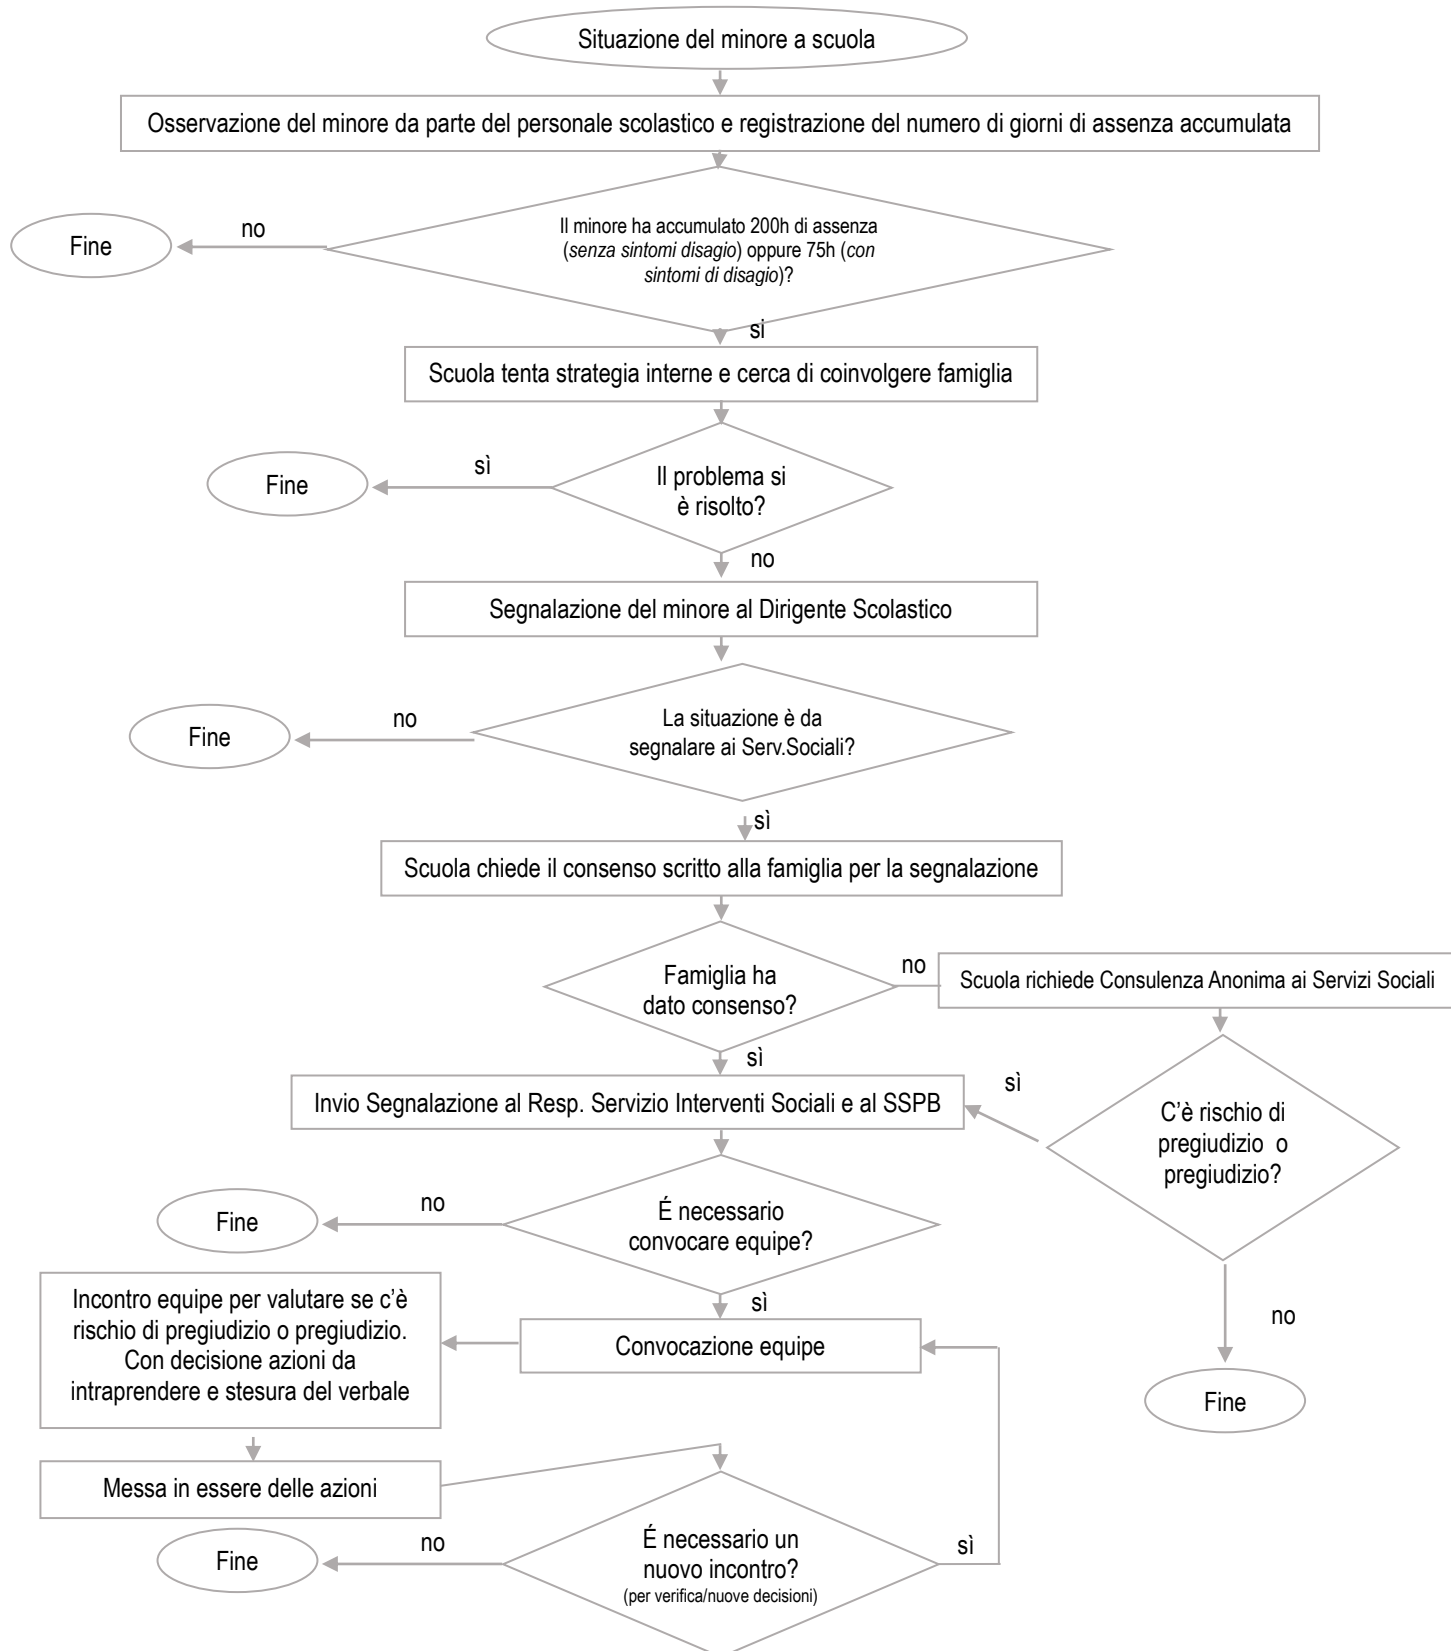 Situazione del minore a scuola
Osservazione del minore da parte del personale scolastico e registrazione del numero di giorni di assenza accumulata
Il minore ha accumulato 200h di assenza
(senza sintomi disagio) oppure 75h (con
sintomi di disagio)?
no
Fine
si
Scuola tenta strategia interne e cerca di coinvolgere famiglia
Il problema si
è risolto?
sì
Fine
no
Segnalazione del minore al Dirigente Scolastico
La situazione è da
segnalare ai Serv.Sociali?
no
Fine
sì
Scuola chiede il consenso scritto alla famiglia per la segnalazione
Famiglia ha
dato consenso?
no
Scuola richiede Consulenza Anonima ai Servizi Sociali
sì
Invio Segnalazione al Resp. Servizio Interventi Sociali e al SSPB
sì
C'è rischio di
pregiudizio o
pregiudizio?
no
Fine
É necessario
convocare equipe?
no
Fine
sì
Convocazione equipe
Incontro equipe per valutare se c'è
rischio di pregiudizio o pregiudizio.
Con decisione azioni da
intraprendere e stesura del verbale
Messa in essere delle azioni
É necessario un
nuovo incontro?
(per verifica/nuove decisioni)
sì
no
Fine